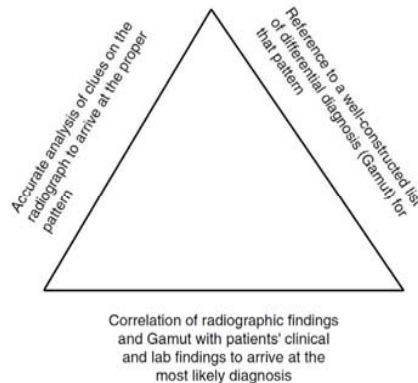 Accurate analysis of clues on the
radiograph to arrive at the proper
pattern
Reference to a well-constructed list
of differential diagnosis (Gamut) for
that pattern
Correlation of radiographic findings
and Gamut with patients' clinical
and lab findings to arrive at the
most likely diagnosis